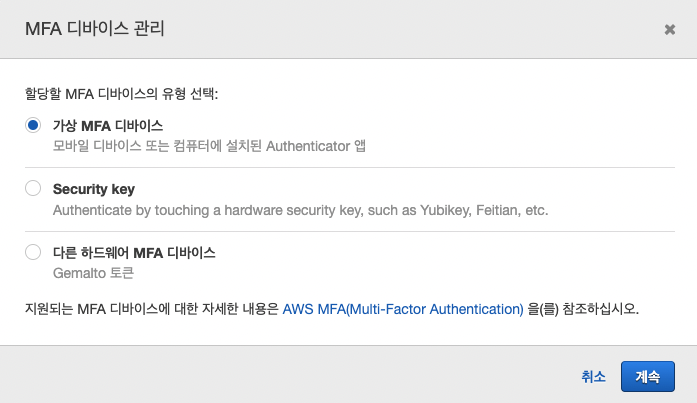 MFA 디바이스 관리
할당할 MFA 디바이스의 유형 선택:
가상 MFA 디바이스
모바일 디바이스 또는 컴퓨터에 설치된 Authenticator 앱
Security key
Authenticate by touching a hardware security key, such as Yubikey, Feitian, etc.
다른 하드웨어 MFA 디바이스
Gemalto 토큰
지원되는 MFA 디바이스에 대한 자세한 내용은 AWS MFA(Multi-Factor Authentication) 을(를) 참조하십시오.
취소 계속